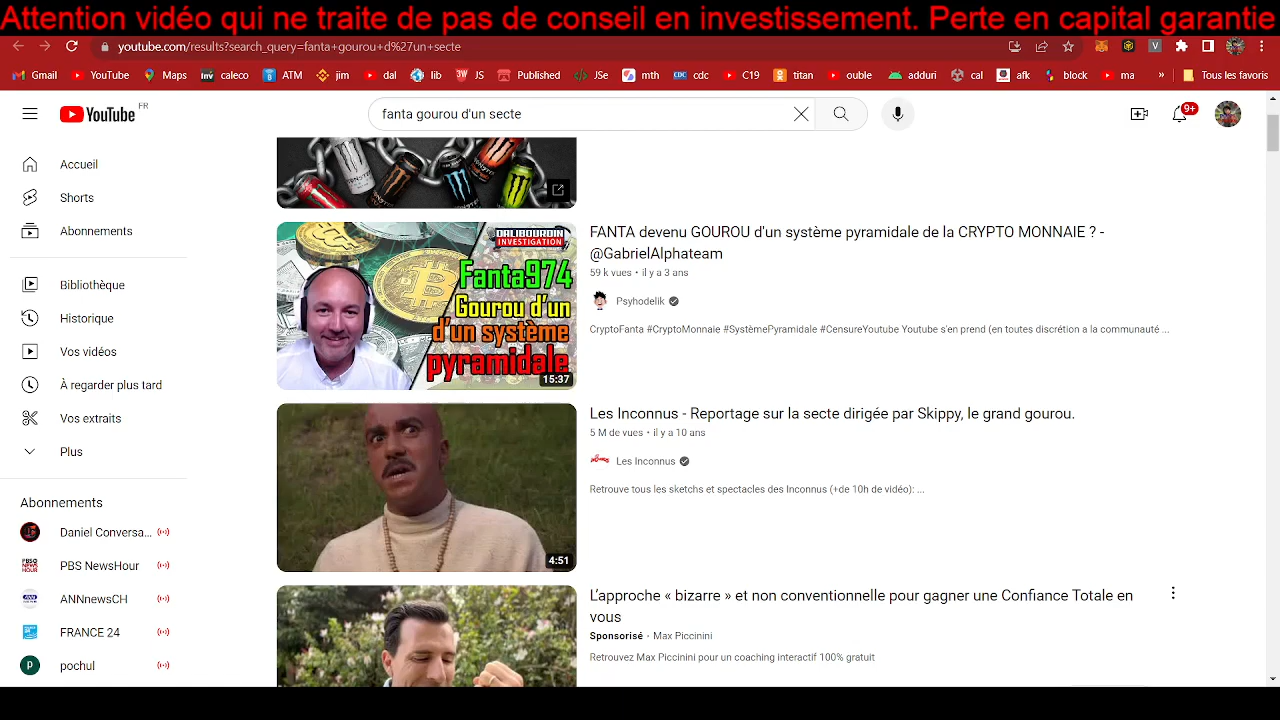 Attention vidéo qui ne traite de pas de conseil en investissement. Perte en capital garantie
youtube.com/results?search_query=fanta+gourou+d%27un+secte
Gmail YouTube Maps caleco ATM jim dal lib JS Published JSe mth cdc C19 titan ouble adduri cal afk block ma » Tous les favoris
YouTube FR
fanta gourou d'un secte
9+
Accueil
Shorts
Abonnements
Bibliothèque
Historique
Vos vidéos
À regarder plus tard
Vos extraits
Plus
Abonnements
Daniel Conversa...
PBS NewsHour
ANNnewsCH
FRANCE 24
pochul
DALIBOURDIN
INVESTIGATION
Fanta974
Gourou d'un
d'un système
pyramidale
15:37
FANTA devenu GOUROU d'un système pyramidale de la CRYPTO MONNAIE ? -
@GabrielAlphateam
59 k vues • il y a 3 ans
Psyhodelik
CryptoFanta #CryptoMonnaie #SystèmePyramidale #CensureYoutube Youtube s'en prend (en toutes discrétion a la communauté ...
4:51
Les Inconnus - Reportage sur la secte dirigée par Skippy, le grand gourou.
5 M de vues • il y a 10 ans
Les Inconnus
Retrouve tous les sketchs et spectacles des Inconnus (+de 10h de vidéo): ...
L'approche « bizarre » et non conventionnelle pour gagner une Confiance Totale en
vous
Sponsorisé · Max Piccinini
Retrouvez Max Piccinini pour un coaching interactif 100% gratuit